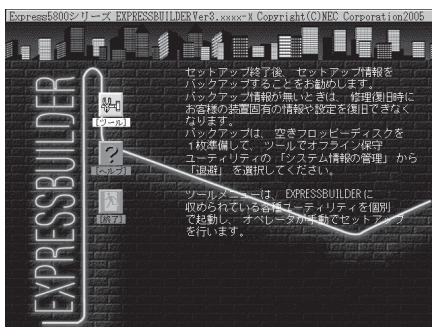 Express5800シリーズ EXPRESSBUILDER Ver3.xxxx-X Copyright(C)NEC Corporation2005
EXPRESSBUILDER
[ツール]
[ヘルプ]
[終了]
セットアップ終了後、セットアップ情報を
バックアップすることをお勧めします。
バックアップ情報が無いときは、修理復旧時に
お客様の装置固有の情報や設定を復旧できなく
なります。
バックアップは、空きフロッピーディスクを
1枚準備して、ツールでオフライン保守
ユーティリティの「システム情報の管理」から
「退避」を選択してください。
ツールメニューは、EXPRESSBUILDERに
収められている各種ユーティリティを個別
で起動し、オペレータが手動でセットアップ
を行います。